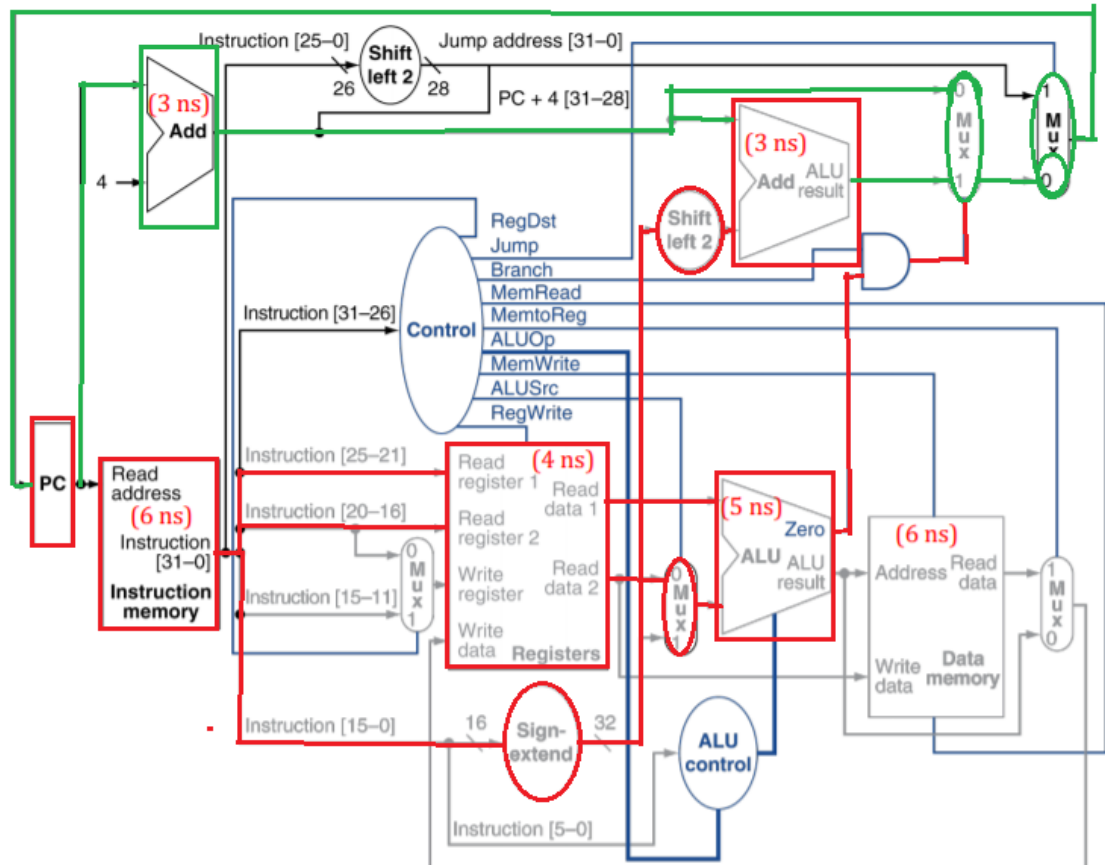 Instruction [25–0]
Shift
left 2
Jump address [31–0]
26
28
PC + 4 [31–28]
(3 ns)
Add
4
0
M
u
x
1
1
M
u
x
0
(3 ns)
Add
ALU
result
Shift
left 2
RegDst
Jump
Branch
MemRead
MemtoReg
ALUOp
MemWrite
ALUSrc
RegWrite
Instruction [31–26]
Control
PC
Read
address
(6 ns)
Instruction
[31–0]
Instruction
memory
Instruction [25–21]
Instruction [20–16]
Instruction [15–11]
0
M
u
x
1
Read
register 1
(4 ns)
Read
data 1
Read
register 2
Write
register
Read
data 2
Write
data
Registers
0
M
u
x
1
(5 ns)
Zero
ALU
ALU
result
(6 ns)
Address
Read
data
Write
data
Data
memory
1
M
u
x
0
Instruction [15–0]
16
Sign-
extend
32
ALU
control
Instruction [5–0]